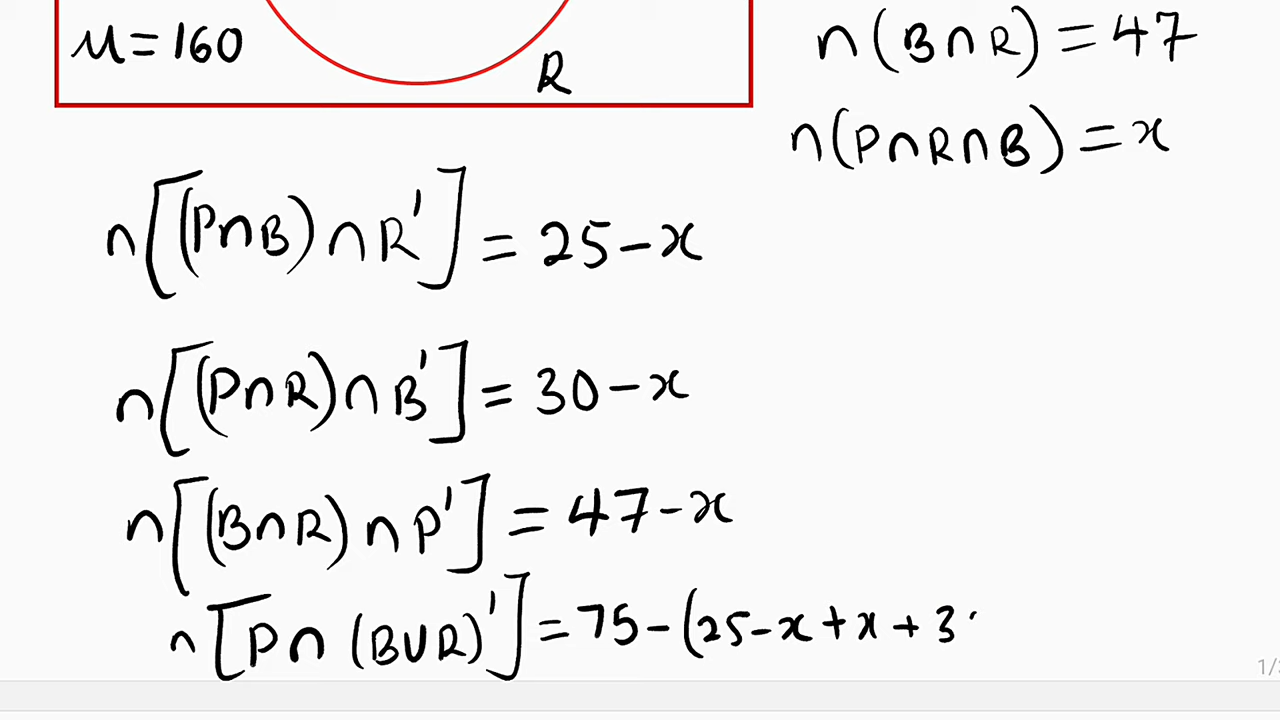 μ = 160
R
n(B∩R) = 47
n(P∩R∩B) = x
n[(P∩B)∩R'] = 25-x
n[(P∩R)∩B'] = 30-x
n[(B∩R)∩P'] = 47-x
n[P∩(B∪R)'] = 75-(25-x+x+3